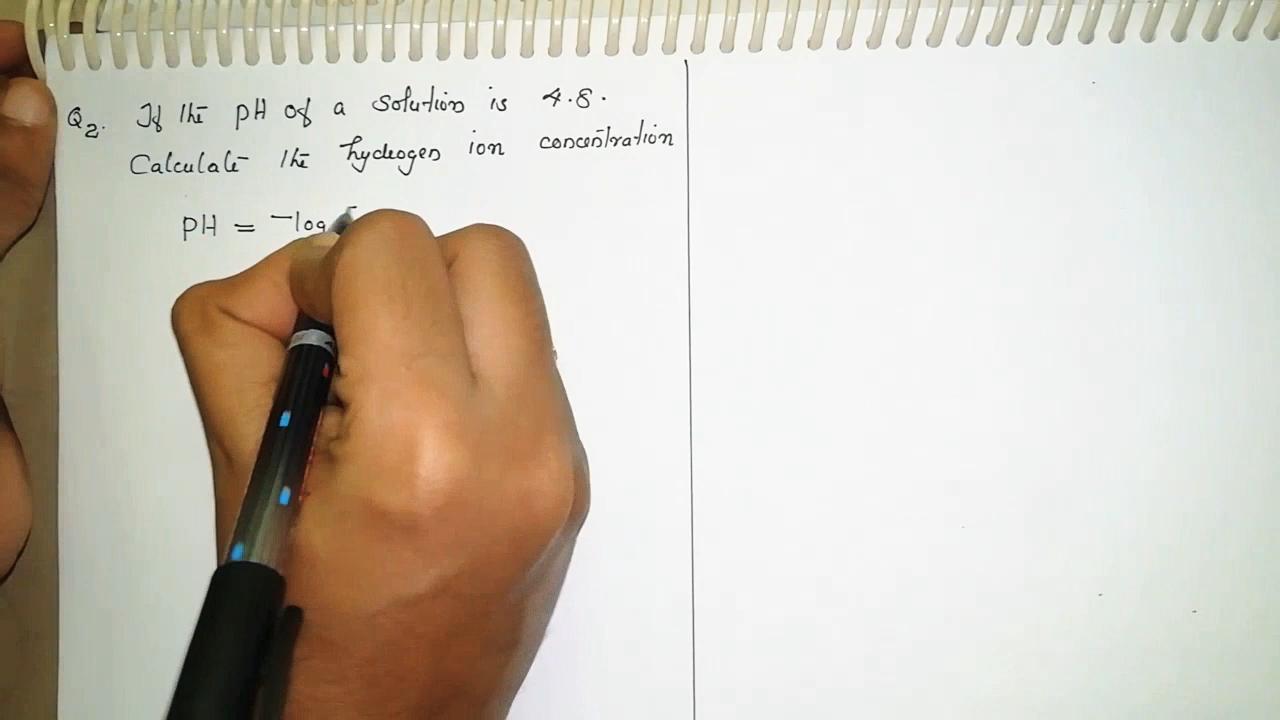 Q2. If the pH of a solution is 4.8.
Calculate the hydrogen ion concentration
PH = -log [